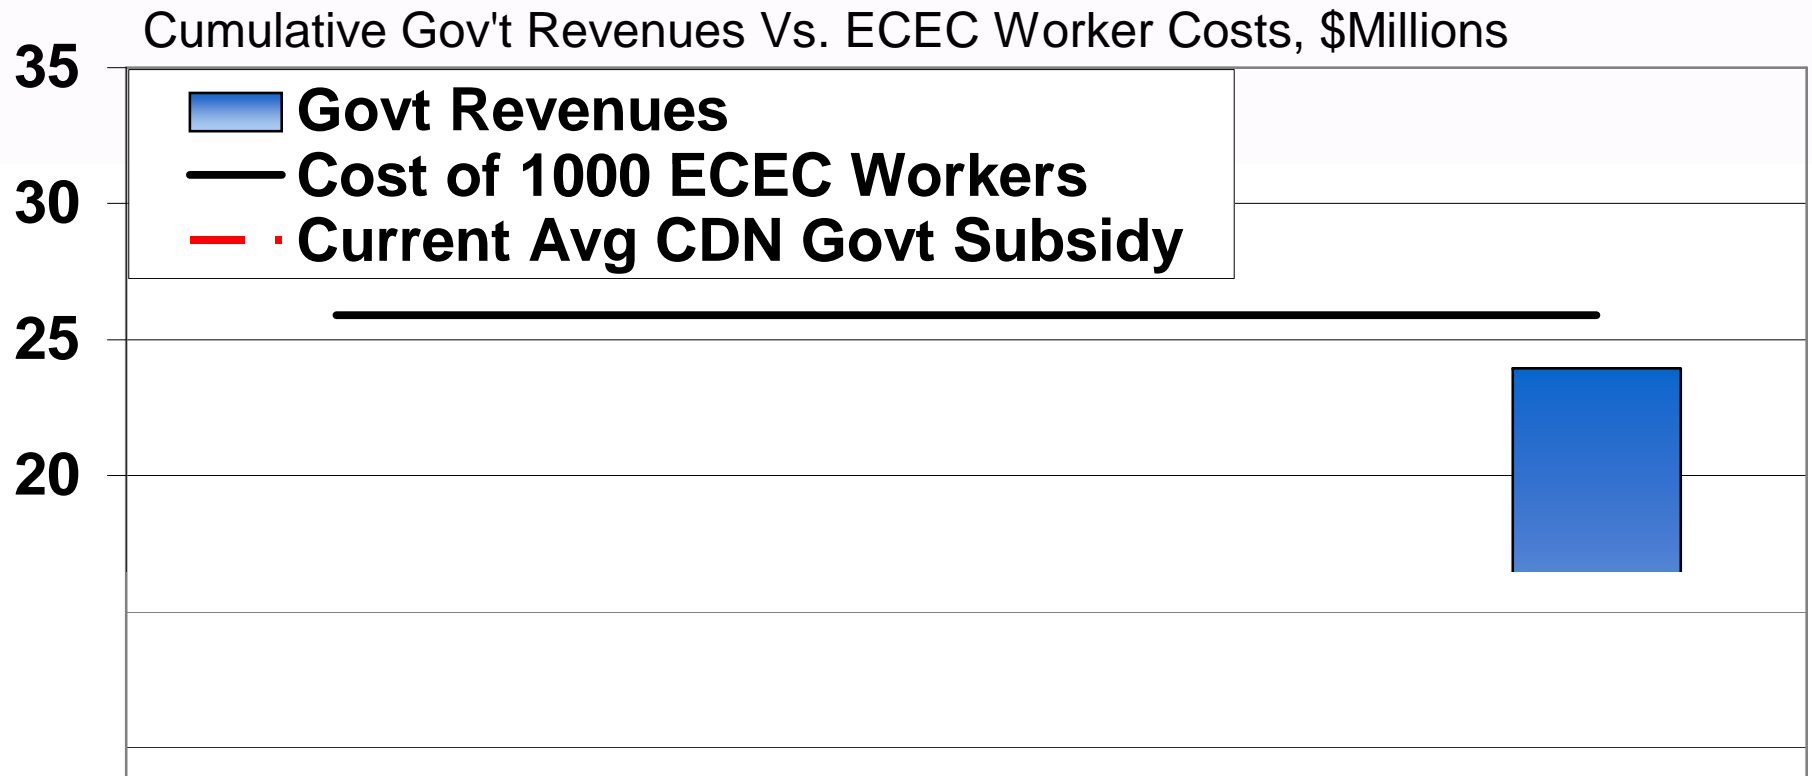 Cumulative Gov't Revenues Vs. ECEC Worker Costs, $Millions
35
Govt Revenues
Cost of 1000 ECEC Workers
30
Current Avg CDN Govt Subsidy
25
20